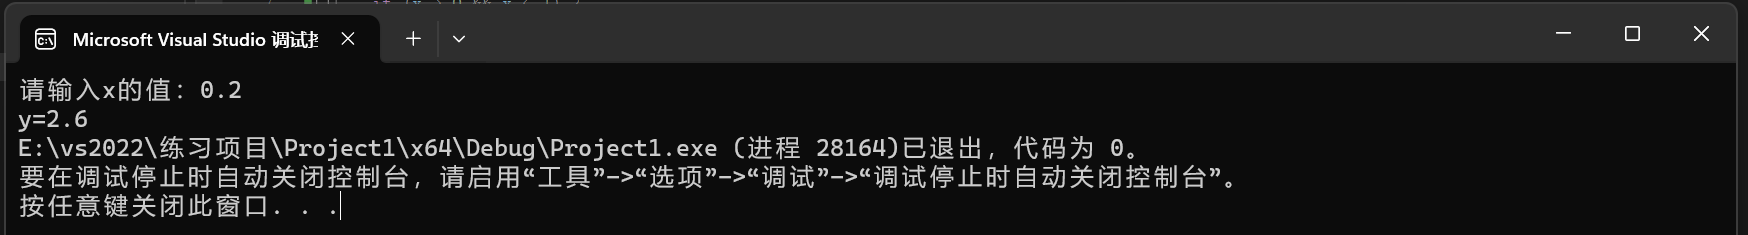 Microsoft Visual Studio 调试
请输入x的值：0.2
y=2.6
E:\vs2022\练习项目\Project1\x64\Debug\Project1.exe (进程 28164)已退出，代码为 0。
要在调试停止时自动关闭控制台，请启用“工具”->“选项”->“调试”->“调试停止时自动关闭控制台”。
按任意键关闭此窗口. . .